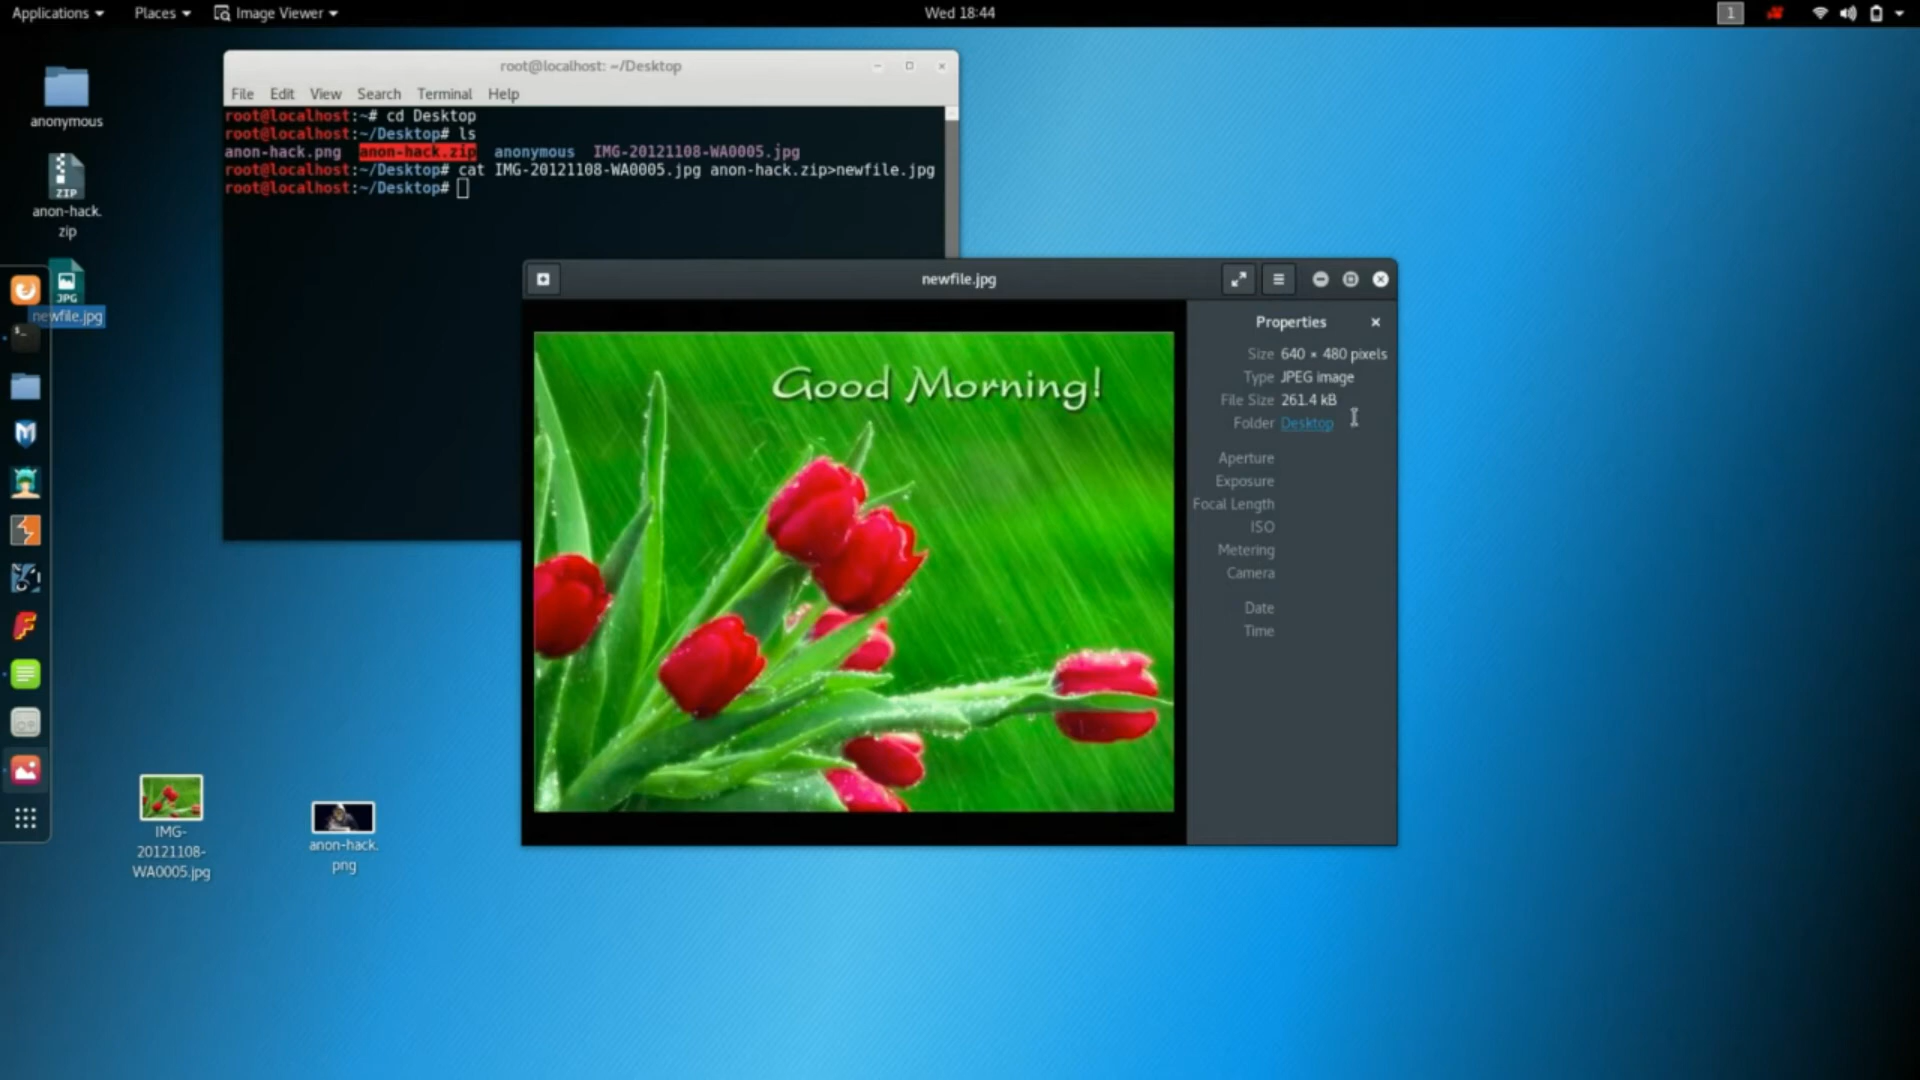 Applications Places Image Viewer Wed 18:44 1
anonymous
ZIP
anon-hack.
zip
JPG
newfile.jpg
root@localhost: ~/Desktop
File Edit View Search Terminal Help
root@localhost:~# cd Desktop
root@localhost:~/Desktop# ls
anon-hack.png anon-hack.zip anonymous IMG-20121108-WA0005.jpg
root@localhost:~/Desktop# cat IMG-20121108-WA0005.jpg anon-hack.zip>newfile.jpg
root@localhost:~/Desktop#
newfile.jpg
Good Morning!
Properties
Size 640 × 480 pixels
Type JPEG image
File Size 261.4 kB
Folder Desktop
Aperture
Exposure
Focal Length
ISO
Metering
Camera
Date
Time
IMG-
20121108-
WA0005.jpg
anon-hack.
png